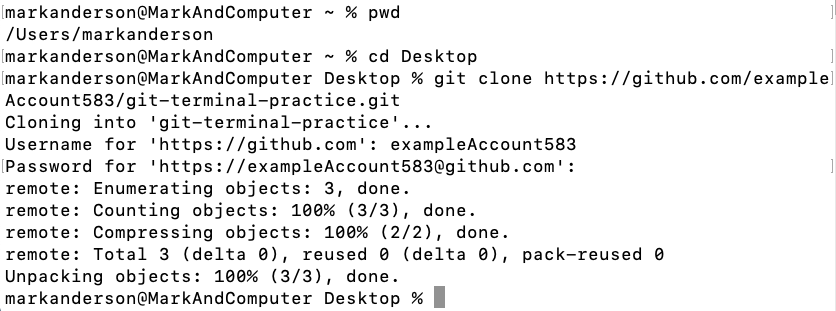 [markanderson@MarkAndComputer ~ % pwd ]
/Users/markanderson
[markanderson@MarkAndComputer ~ % cd Desktop ]
[markanderson@MarkAndComputer Desktop % git clone https://github.com/example]
Account583/git-terminal-practice.git
Cloning into 'git-terminal-practice'...
Username for 'https://github.com': exampleAccount583
[Password for 'https://exampleAccount583@github.com': ]
remote: Enumerating objects: 3, done.
remote: Counting objects: 100% (3/3), done.
remote: Compressing objects: 100% (2/2), done.
remote: Total 3 (delta 0), reused 0 (delta 0), pack-reused 0
Unpacking objects: 100% (3/3), done.
markanderson@MarkAndComputer Desktop %